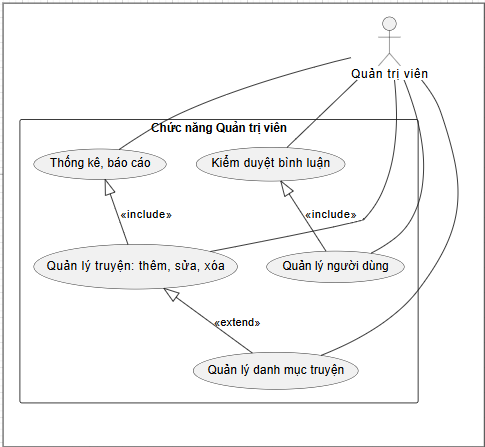 Quản trị viên
Chức năng Quản trị viên
Thống kê, báo cáo
Kiểm duyệt bình luận
«include»
«include»
Quản lý truyện: thêm, sửa, xóa
Quản lý người dùng
«extend»
Quản lý danh mục truyện